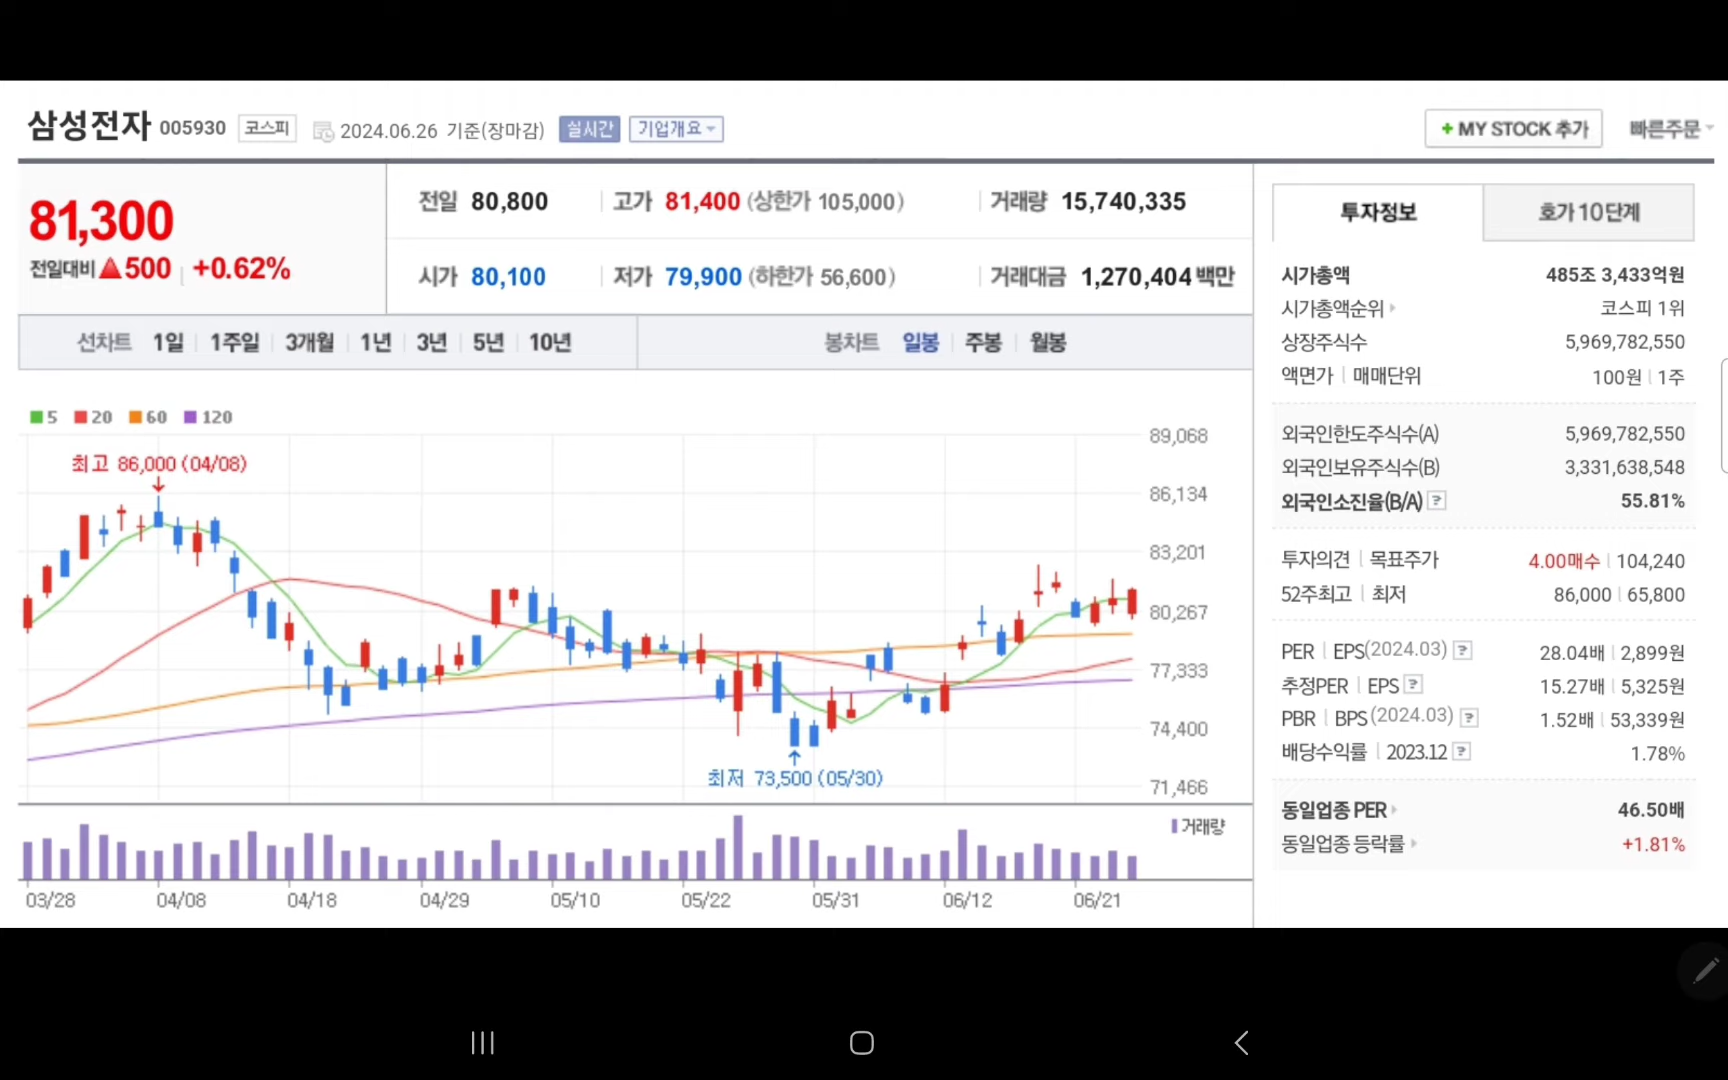 삼성전자 005930 코스피 2024.06.26 기준(장마감) 실시간 기업개요
+ MY STOCK 추가 빠른주문
81,300
전일대비 ▲500 +0.62%
전일 80,800 고가 81,400 (상한가 105,000) 거래량 15,740,335
시가 80,100 저가 79,900 (하한가 56,600) 거래대금 1,270,404 백만
선차트 1일 1주일 3개월 1년 3년 5년 10년 봉차트 일봉 주봉 월봉
5 20 60 120
최고 86,000 (04/08)
최저 73,500 (05/30)
89,068
86,134
83,201
80,267
77,333
74,400
71,466
거래량
03/28 04/08 04/18 04/29 05/10 05/22 05/31 06/12 06/21
투자정보 호가 10단계
시가총액 485조 3,433억원
시가총액순위 코스피 1위
상장주식수 5,969,782,550
액면가 | 매매단위 100원 | 1주
외국인한도주식수(A) 5,969,782,550
외국인보유주식수(B) 3,331,638,548
외국인소진율(B/A) ? 55.81%
투자의견 | 목표주가 4.00매수 | 104,240
52주최고 | 최저 86,000 | 65,800
PER | EPS(2024.03) ? 28.04배 | 2,899원
추정PER | EPS ? 15.27배 | 5,325원
PBR | BPS (2024.03) ? 1.52배 | 53,339원
배당수익률 | 2023.12 ? 1.78%
동일업종 PER 46.50배
동일업종 등락률 +1.81%